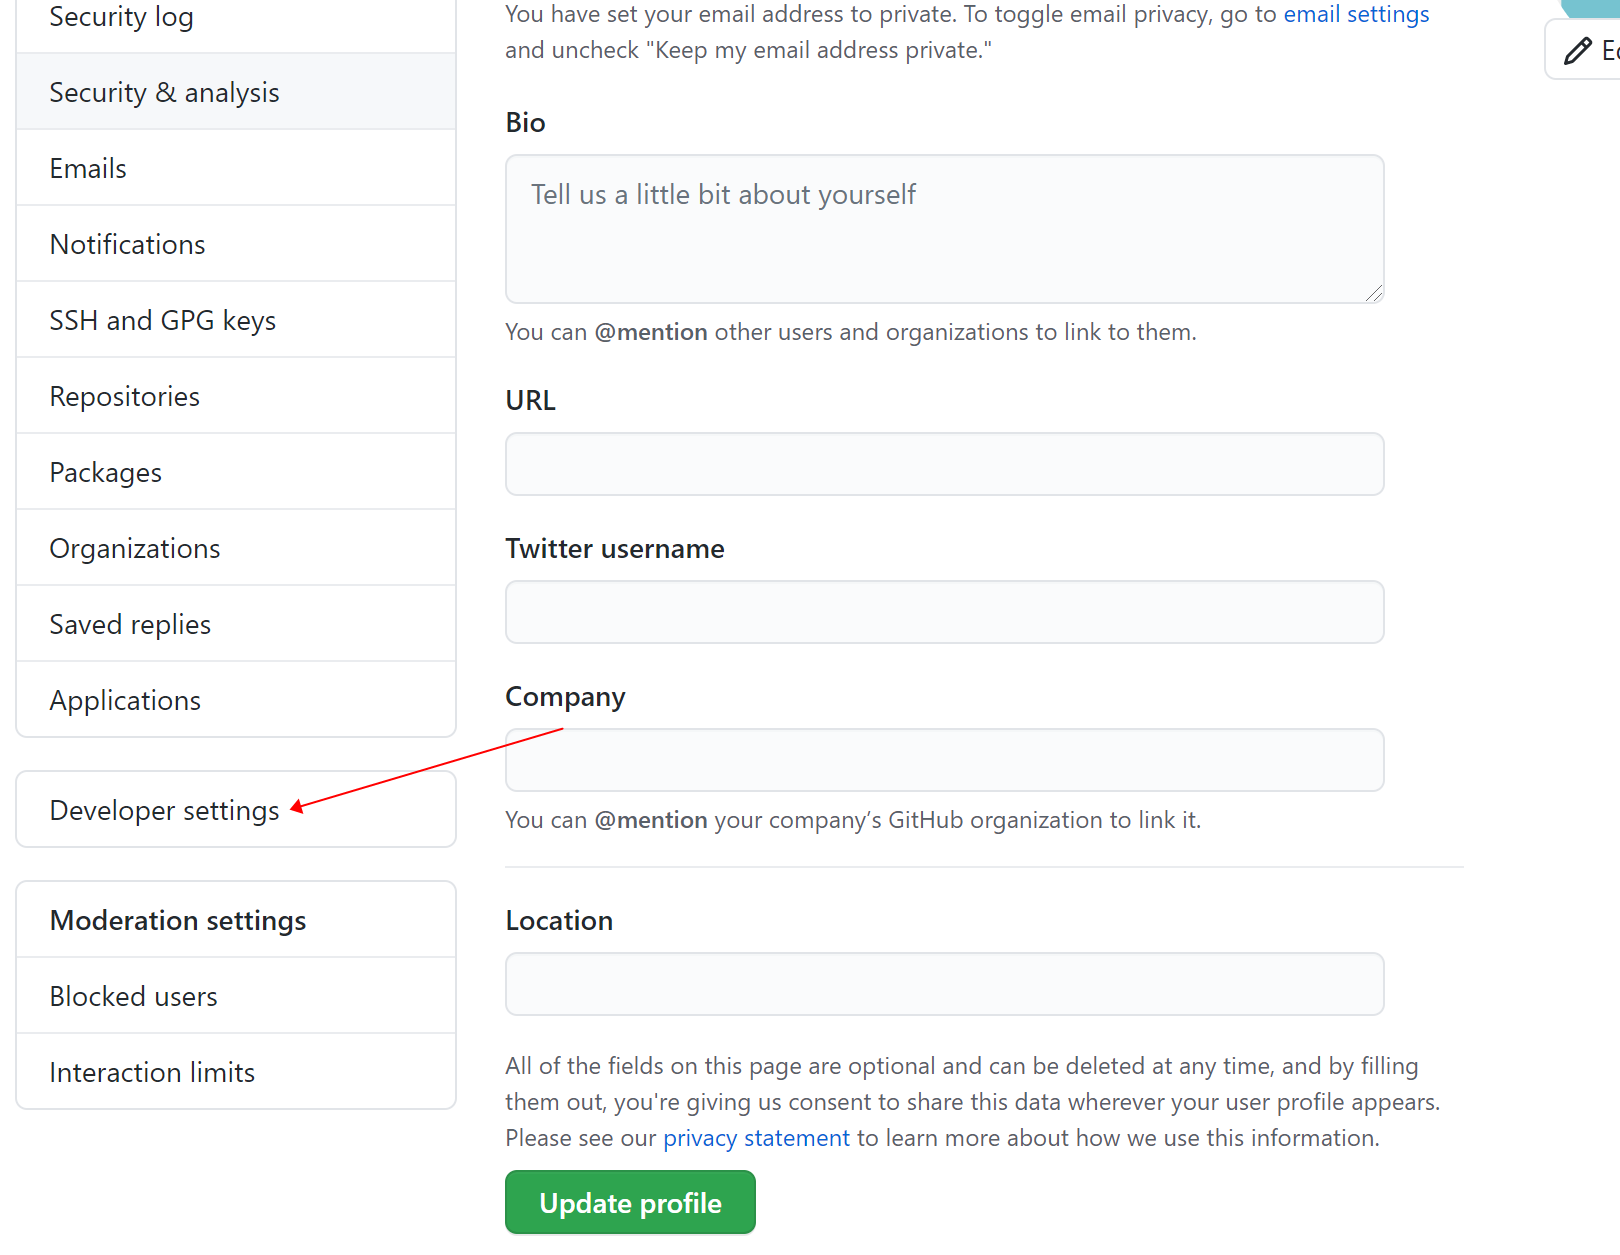 Security log
Security & analysis
Emails
Notifications
SSH and GPG keys
Repositories
Packages
Organizations
Saved replies
Applications
Developer settings
Moderation settings
Blocked users
Interaction limits
You have set your email address to private. To toggle email privacy, go to email settings
and uncheck "Keep my email address private."
Bio
Tell us a little bit about yourself
You can @mention other users and organizations to link to them.
URL
Twitter username
Company
You can @mention your company’s GitHub organization to link it.
Location
All of the fields on this page are optional and can be deleted at any time, and by filling
them out, you're giving us consent to share this data wherever your user profile appears.
Please see our privacy statement to learn more about how we use this information.
Update profile